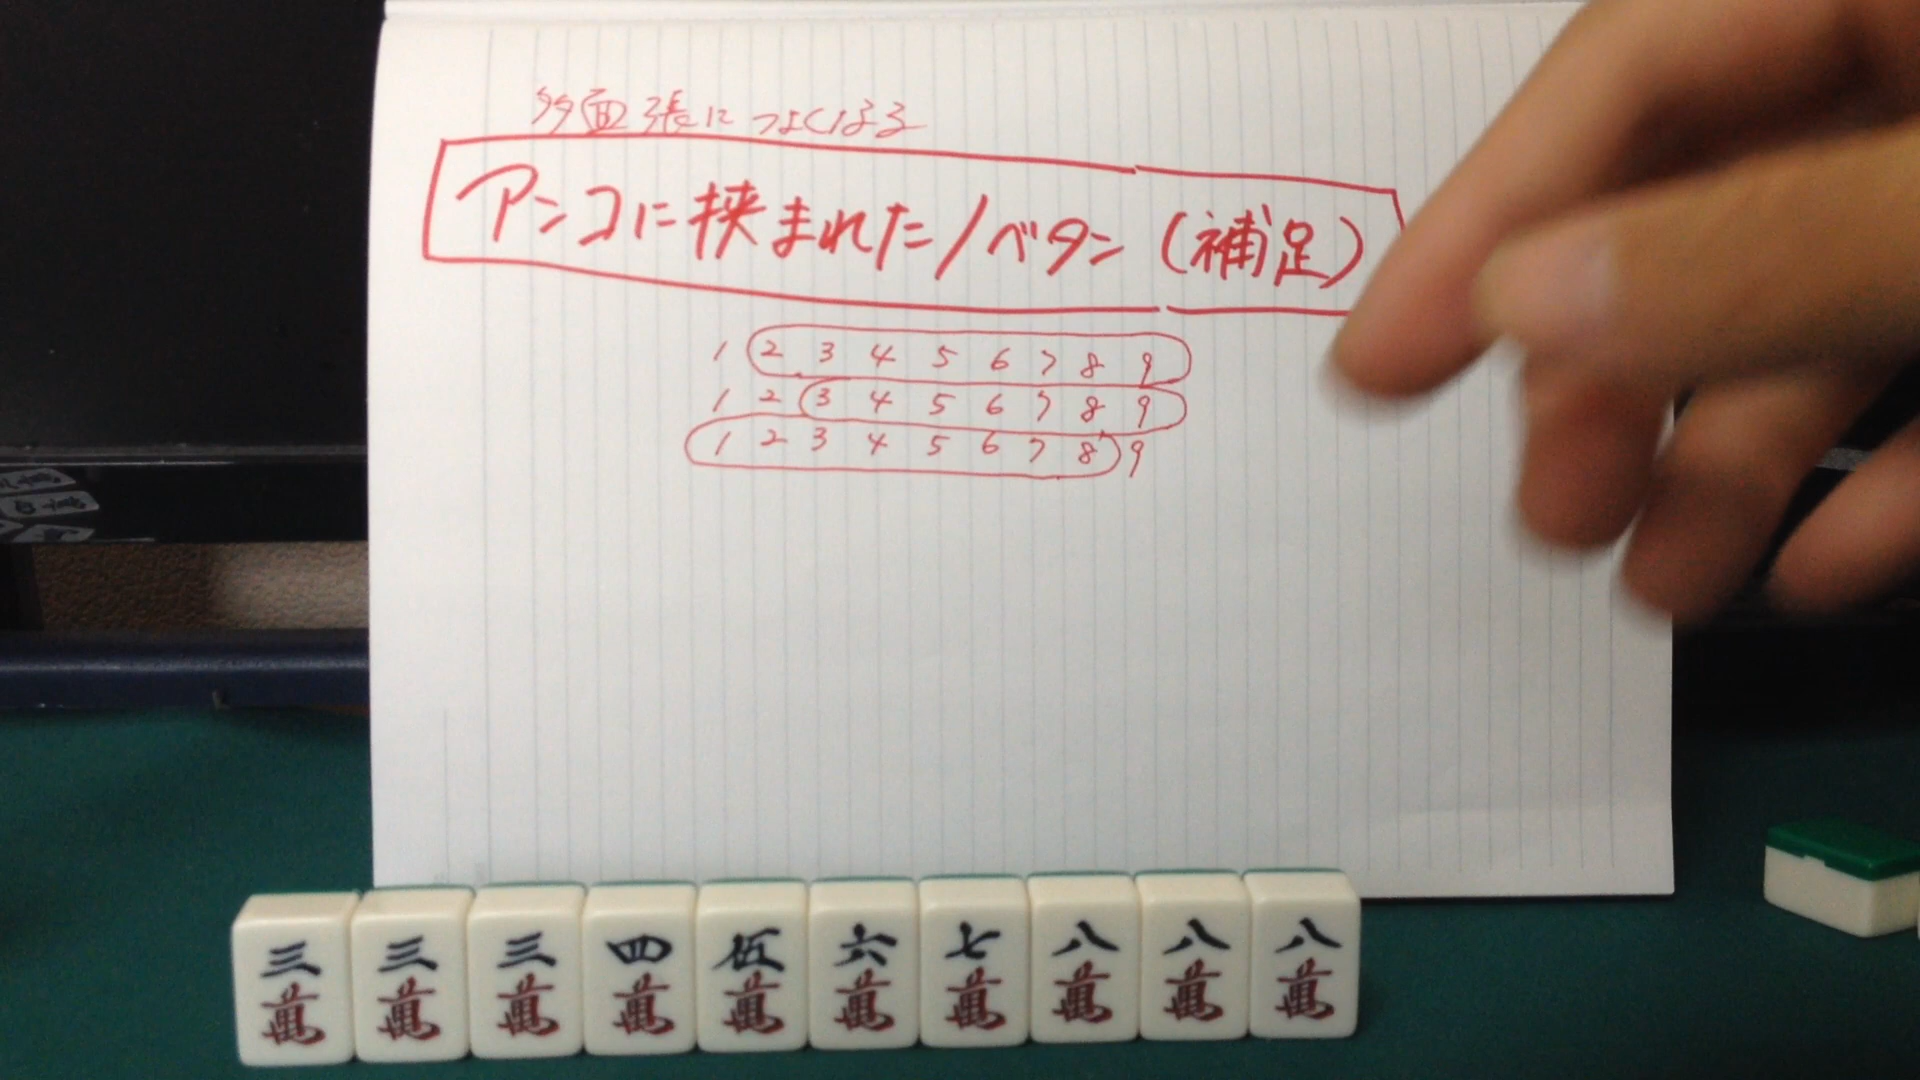 多面張につよくなる
アンコに挟まれたノベタン(補足)
1 2 3 4 5 6 7 8 9
1 2 3 4 5 6 7 8 9
1 2 3 4 5 6 7 8 9
三 三 三 四 伍 六 七 八 八 八
萬 萬 萬 萬 萬 萬 萬 萬 萬 萬